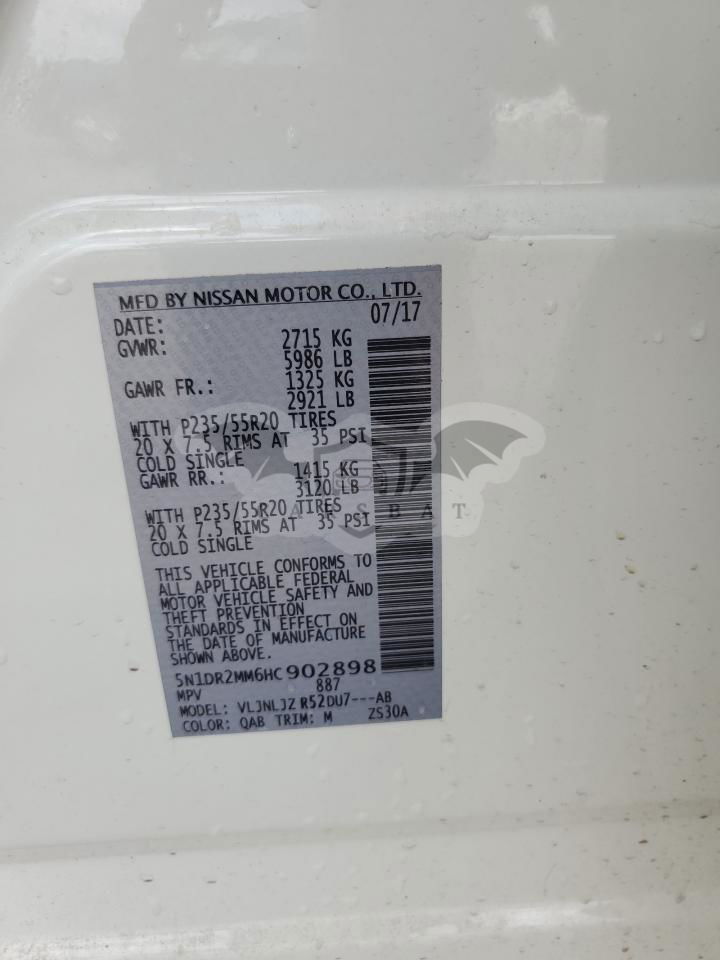 MFD BY NISSAN MOTOR CO., LTD.
DATE: 07/17
GVWR: 2715 KG
5986 LB
GAWR FR.: 1325 KG
2921 LB
WITH P235/55R20 TIRES
20 X 7.5 RIMS AT 35 PSI
COLD SINGLE
GAWR RR.: 1415 KG
3120 LB
WITH P235/55R20 TIRES
20 X 7.5 RIMS AT 35 PSI
COLD SINGLE
THIS VEHICLE CONFORMS TO
ALL APPLICABLE FEDERAL
MOTOR VEHICLE SAFETY AND
THEFT PREVENTION
STANDARDS IN EFFECT ON
THE DATE OF MANUFACTURE
SHOWN ABOVE.
5N1DR2MM6HC902898
MPV 887
MODEL: VLJNLJZ R52DU7---AB
COLOR: QAB TRIM: M ZS30A